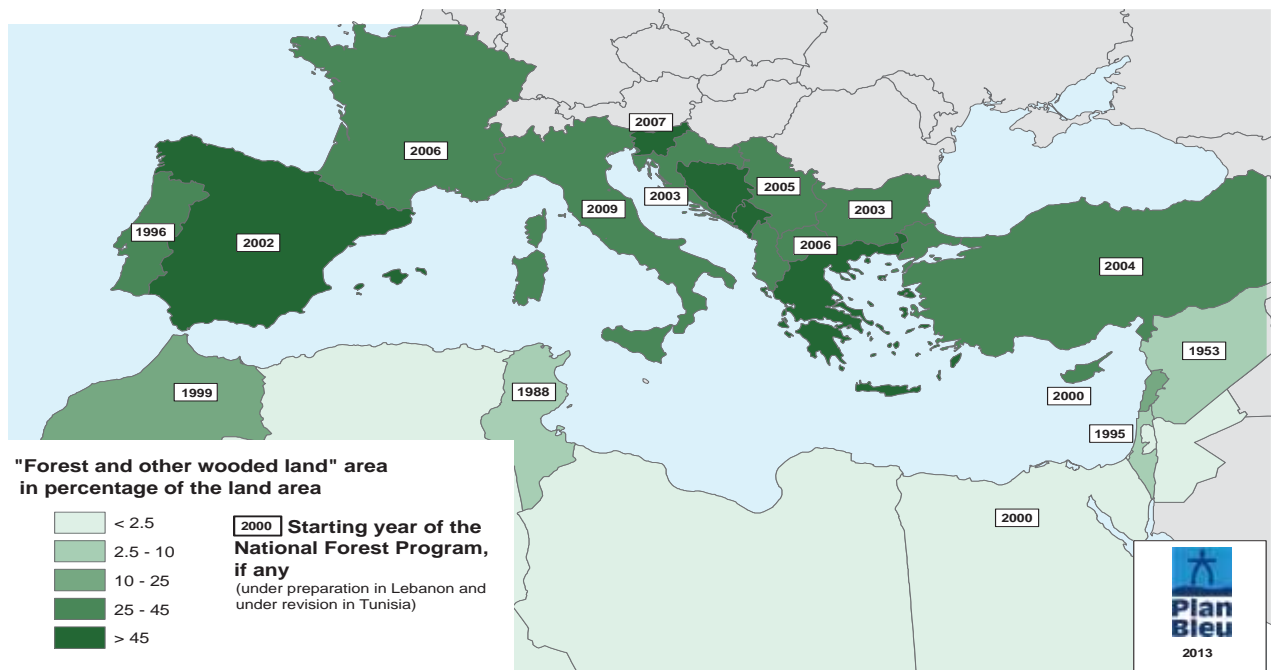 2007
2006
2005
2003
2003
2009
1996
2002
2006
2004
1953
1999
1988
2000
1995
2000
"Forest and other wooded land" area
in percentage of the land area
< 2.5
2.5 - 10
10 - 25
25 - 45
> 45
2000 Starting year of the
National Forest Program,
if any
(under preparation in Lebanon and
under revision in Tunisia)
Plan
Bleu
2013